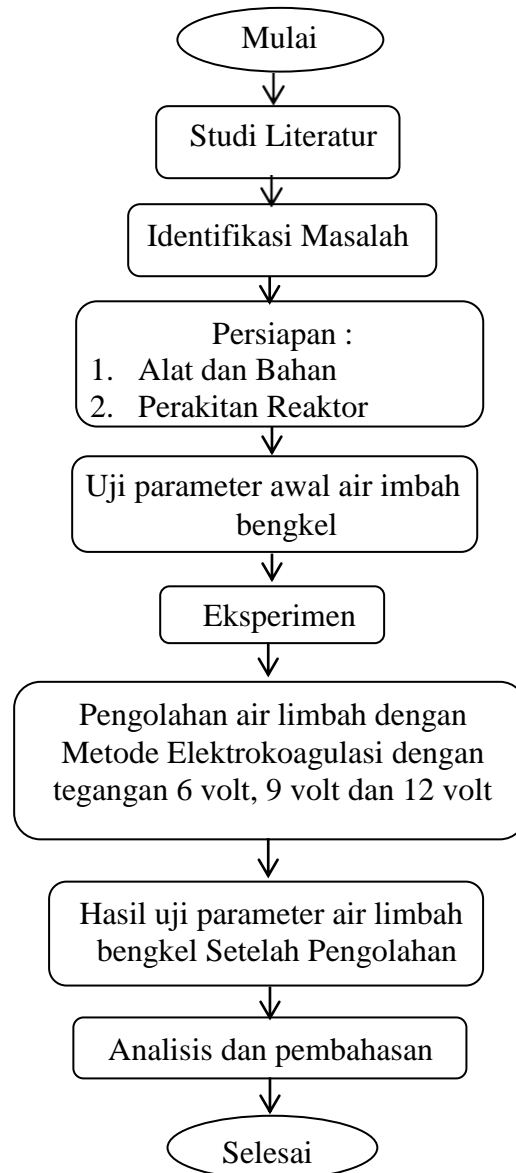 Mulai
Studi Literatur
Identifikasi Masalah
Persiapan :
1. Alat dan Bahan
2. Perakitan Reaktor
Uji parameter awal air imbah
bengkel
Eksperimen
Pengolahan air limbah dengan
Metode Elektrokoagulasi dengan
tegangan 6 volt, 9 volt dan 12 volt
Hasil uji parameter air limbah
bengkel Setelah Pengolahan
Analisis dan pembahasan
Selesai